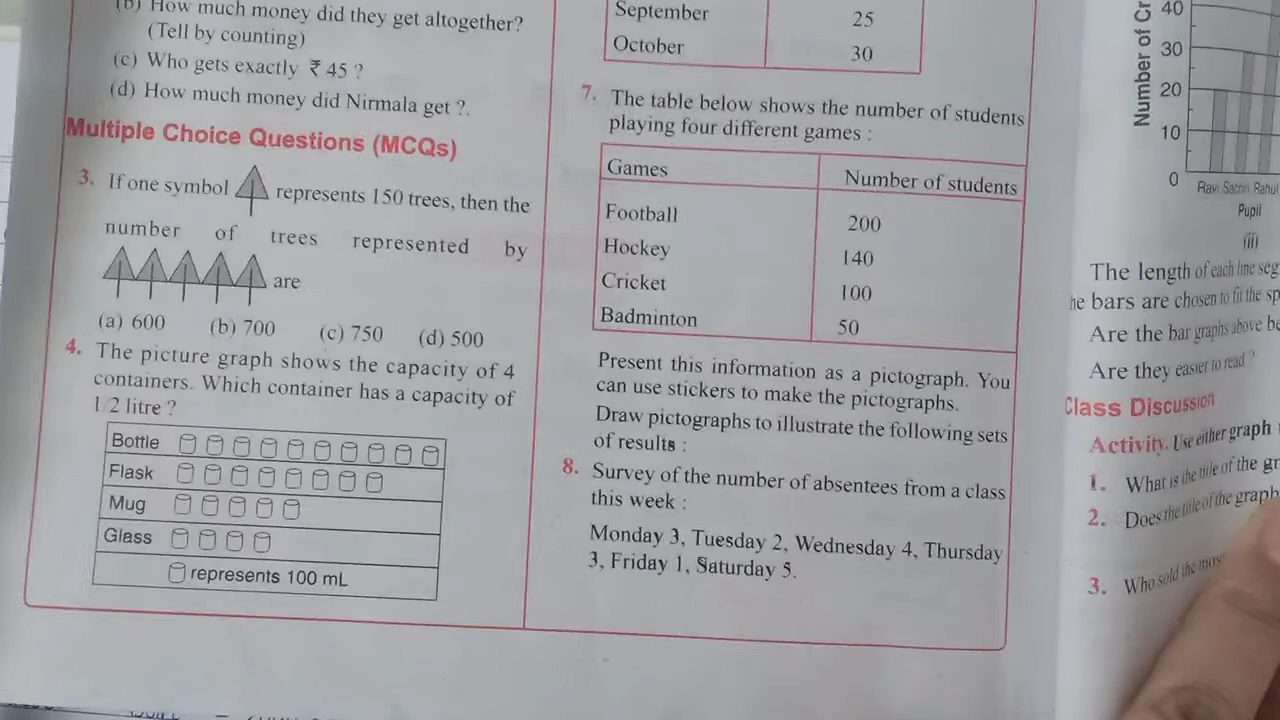 (b) How much money did they get altogether?
(Tell by counting)
(c) Who gets exactly ₹ 45 ?
(d) How much money did Nirmala get ?.
Multiple Choice Questions (MCQs)
3. If one symbol represents 150 trees, then the
number of trees represented by
are
(a) 600 (b) 700 (c) 750 (d) 500
4. The picture graph shows the capacity of 4
containers. Which container has a capacity of
1/2 litre ?
Bottle
Flask
Mug
Glass
represents 100 mL
September 25
October 30
7. The table below shows the number of students
playing four different games :
Games Number of students
Football 200
Hockey 140
Cricket 100
Badminton 50
Present this information as a pictograph. You
can use stickers to make the pictographs.
Draw pictographs to illustrate the following sets
of results :
8. Survey of the number of absentees from a class
this week :
Monday 3, Tuesday 2, Wednesday 4, Thursday
3, Friday 1, Saturday 5.
Number of Cr
40
30
20
10
0
Ravi Sachin Rahul
Pupil
(ii)
The length of each line seg
he bars are chosen to fit the sp
Are the bar graphs above be
Are they easier to read ?
Class Discussion
Activity. Use either graph
1. What is the title of the gr
2. Does the title of the graph
3. Who sold the mos